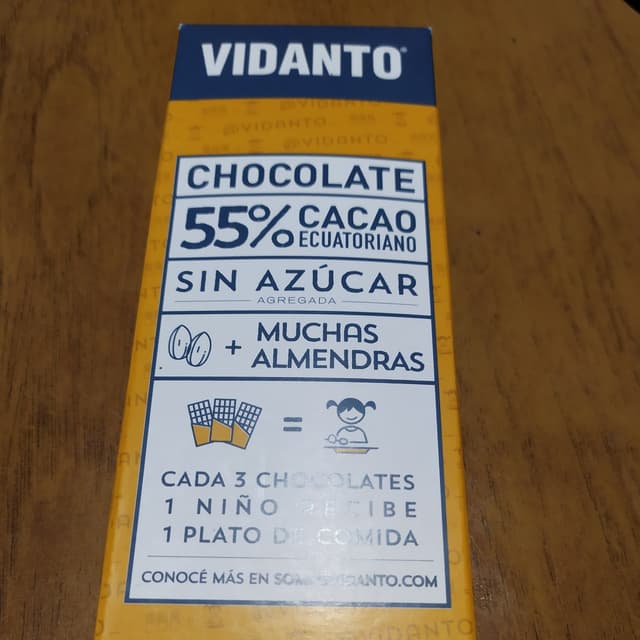 VIDANTO
CHOCOLATE
55% CACAO
ECUATORIANO
SIN AZÚCAR
AGREGADA
+ MUCHAS
ALMENDRAS
=
CADA 3 CHOCOLATES
1 NIÑO RECIBE
1 PLATO DE COMIDA
CONOCÉ MÁS EN